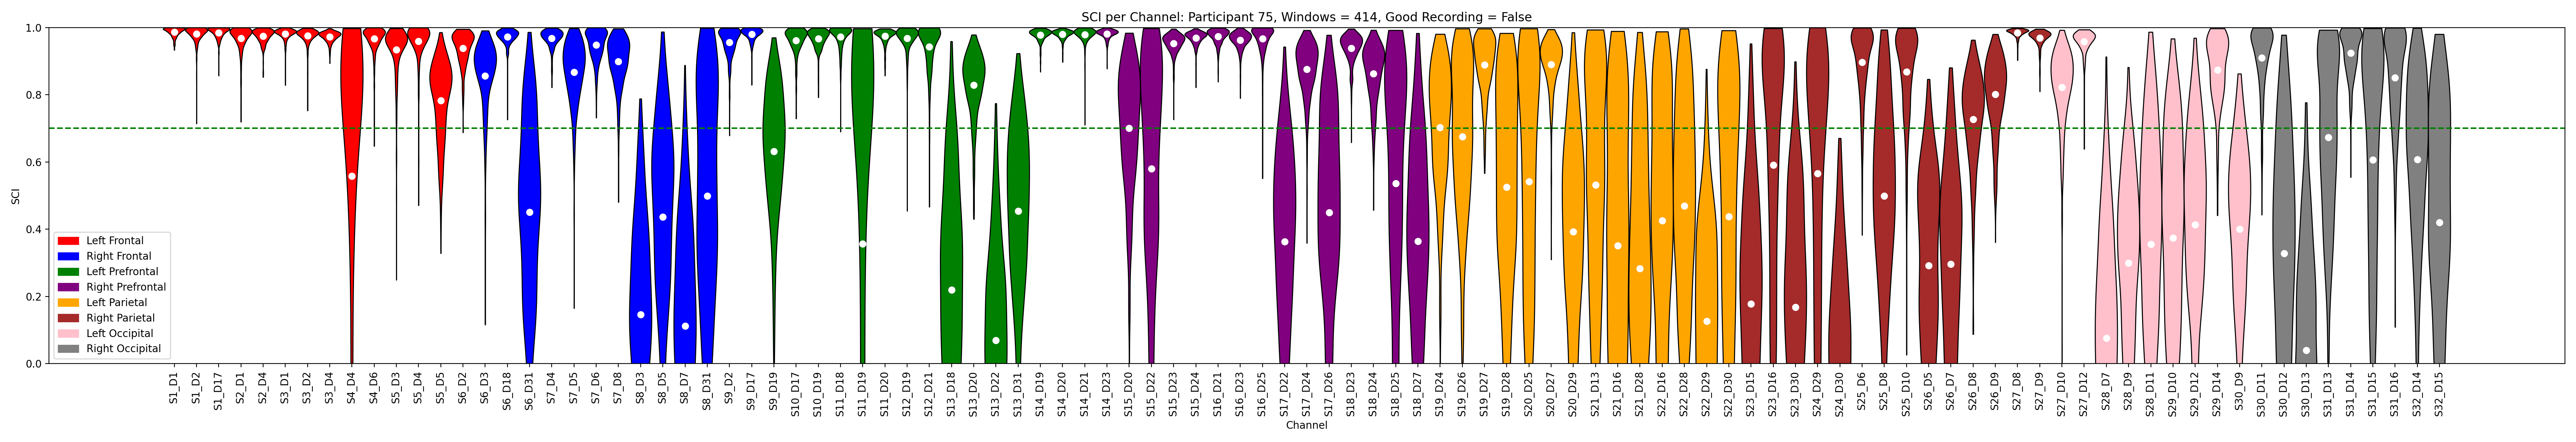 SCI per Channel: Participant 75, Windows = 414, Good Recording = False
SCI
1.0
0.8
0.6
0.4
0.2
0.0
Left Frontal
Right Frontal
Left Prefrontal
Right Prefrontal
Left Parietal
Right Parietal
Left Occipital
Right Occipital
S1_D1
S1_D2
S1_D17
S2_D1
S2_D4
S3_D1
S3_D2
S3_D4
S4_D4
S4_D6
S5_D3
S5_D4
S5_D5
S6_D2
S6_D3
S6_D18
S6_D31
S7_D4
S7_D5
S7_D6
S7_D8
S8_D3
S8_D5
S8_D7
S8_D31
S9_D2
S9_D17
S9_D19
S10_D17
S10_D19
S11_D18
S11_D19
S11_D20
S12_D19
S12_D21
S13_D18
S13_D20
S13_D22
S13_D31
S14_D19
S14_D20
S14_D21
S14_D23
S15_D20
S15_D22
S15_D23
S15_D24
S16_D21
S16_D23
S16_D25
S17_D22
S17_D24
S17_D26
S18_D23
S18_D24
S18_D25
S18_D27
S19_D24
S19_D26
S19_D27
S19_D28
S20_D25
S20_D27
S20_D29
S21_D13
S21_D16
S21_D28
S22_D16
S22_D28
S22_D29
S22_D30
S23_D15
S23_D16
S23_D30
S24_D29
S24_D30
S25_D6
S25_D8
S25_D10
S26_D5
S26_D7
S26_D8
S26_D9
S27_D8
S27_D9
S27_D10
S27_D12
S28_D7
S28_D9
S28_D11
S29_D10
S29_D12
S29_D14
S30_D9
S30_D11
S30_D12
S30_D13
S31_D13
S31_D14
S31_D15
S31_D16
S32_D14
S32_D15
Channel